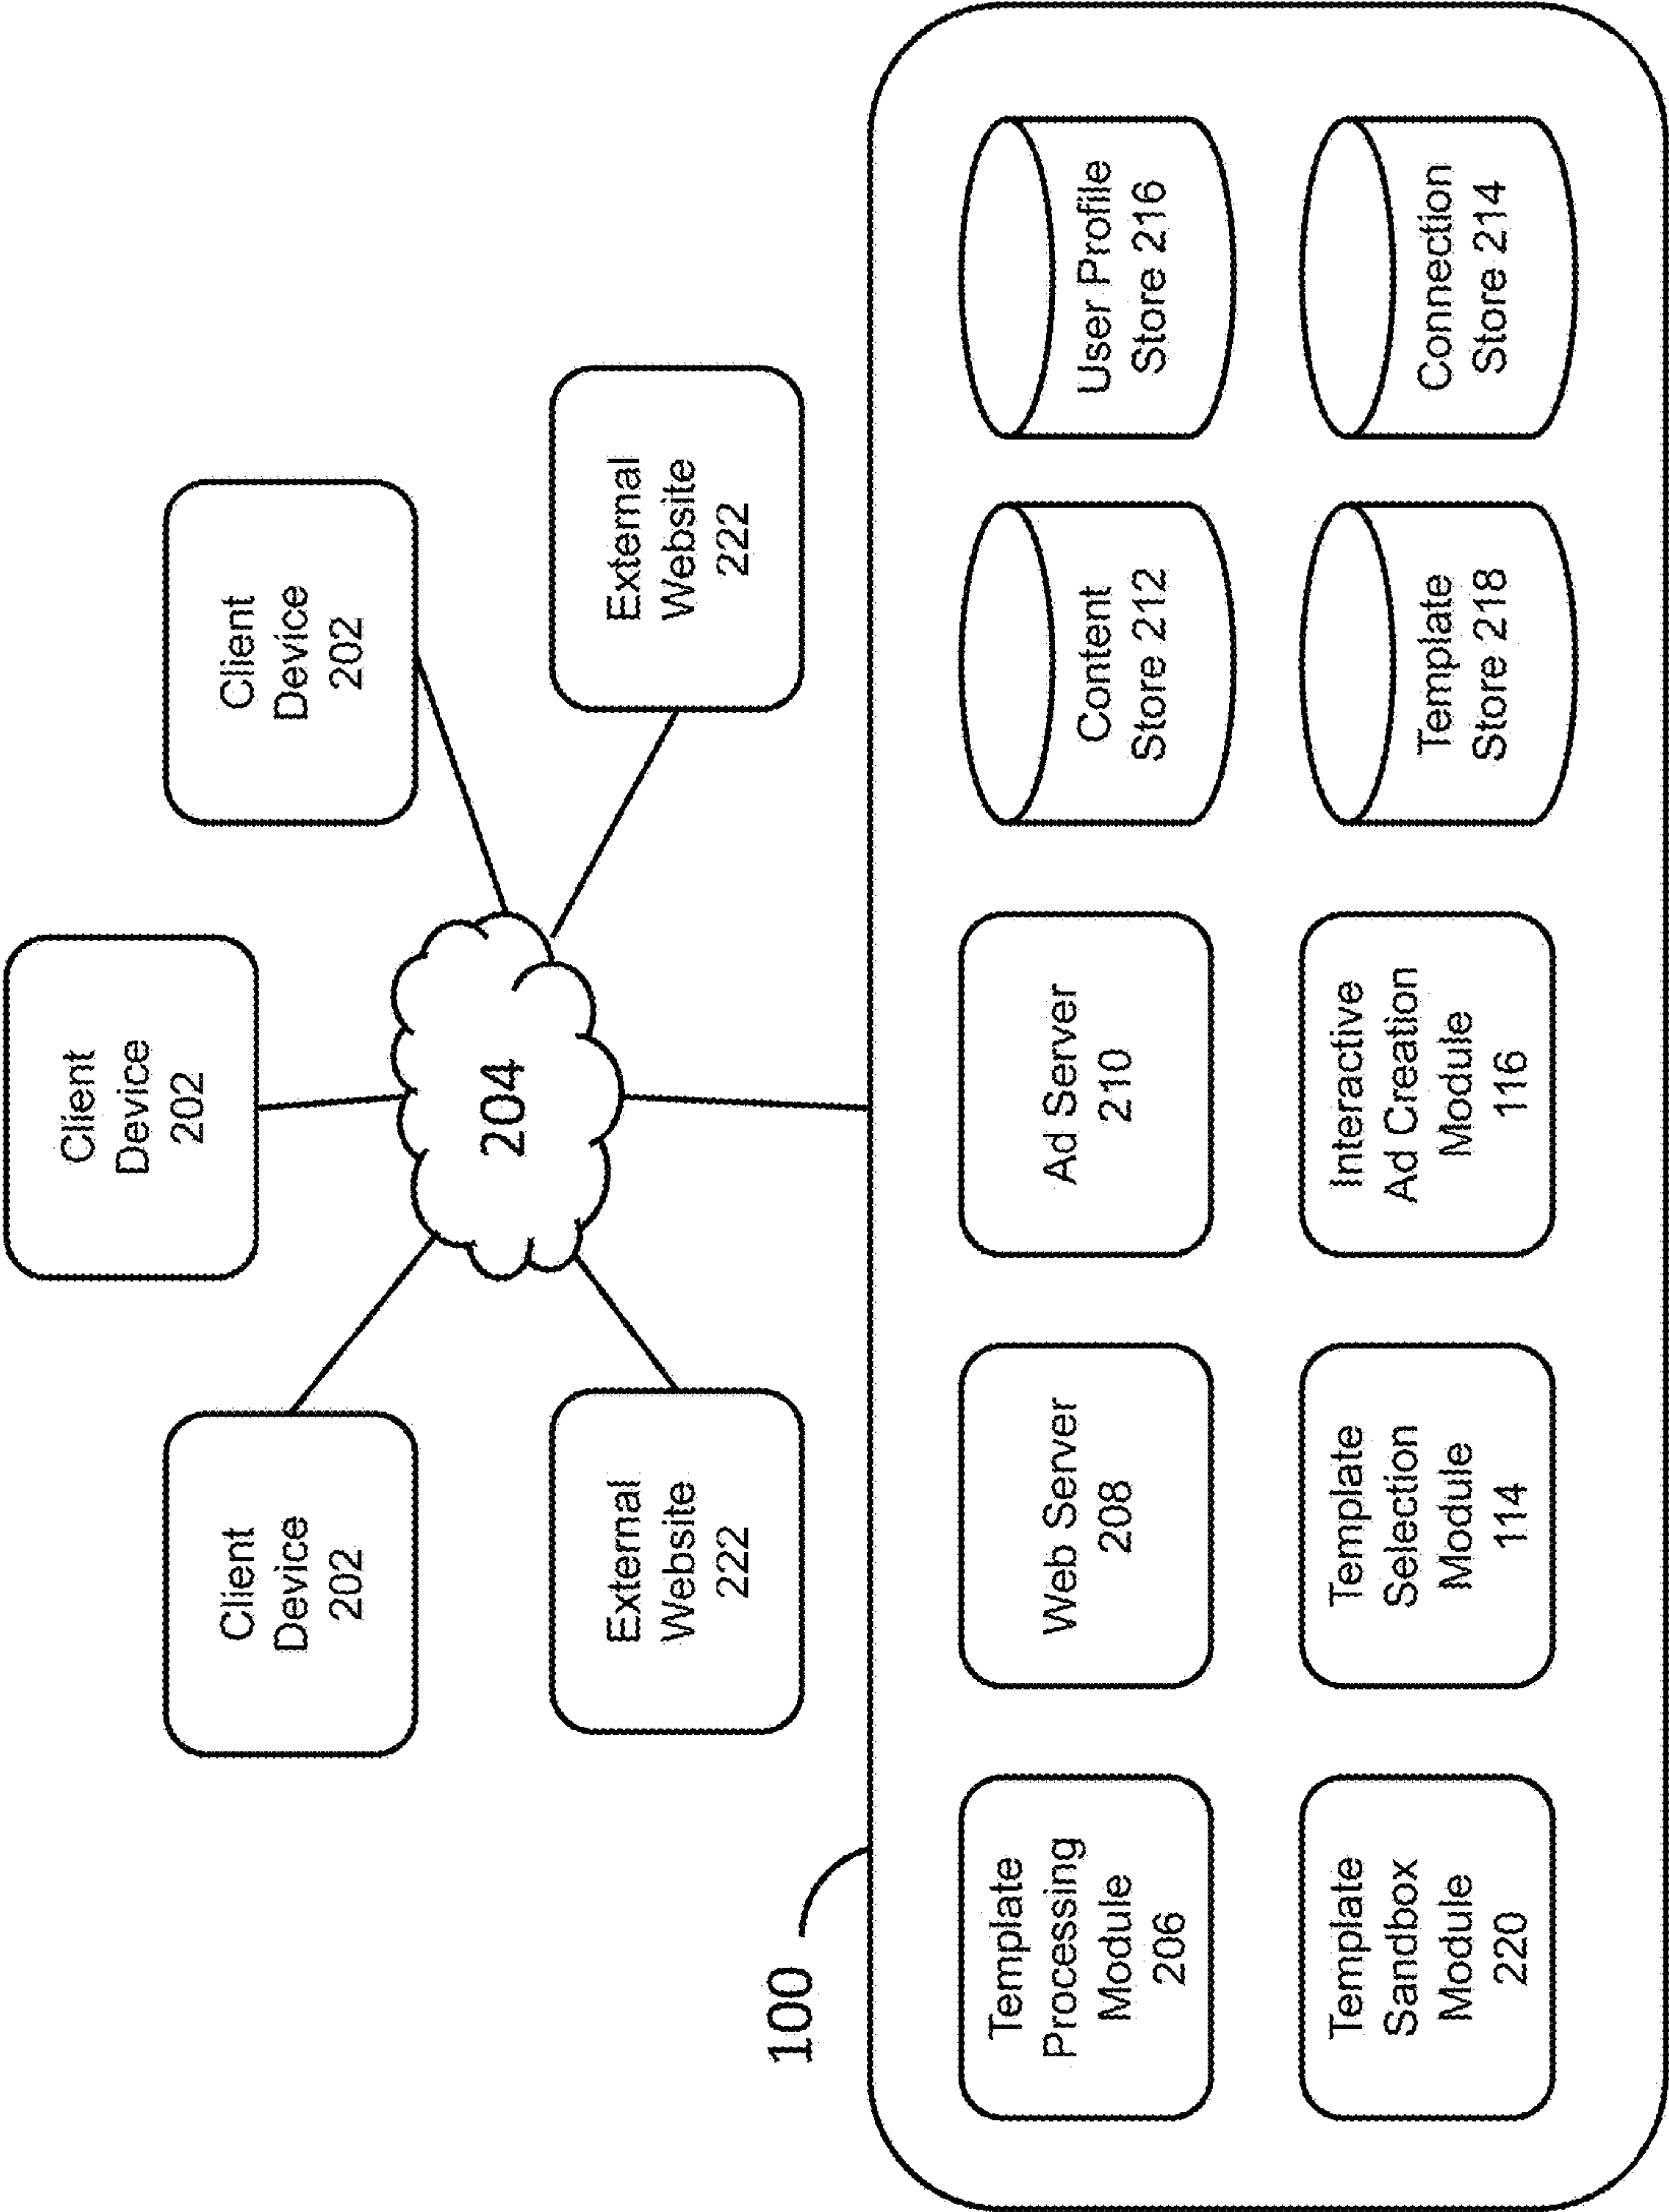 Client
Device
202
Client
Device
202
Client
Device
202
204
External
Website
222
External
Website
222
100
Template
Processing
Module
206
Web Server
208
Ad Server
210
Content
Store 212
User Profile
Store 216
Template
Sandbox
Module
220
Template
Selection
Module
114
Interactive
Ad Creation
Module
116
Template
Store 218
Connection
Store 214